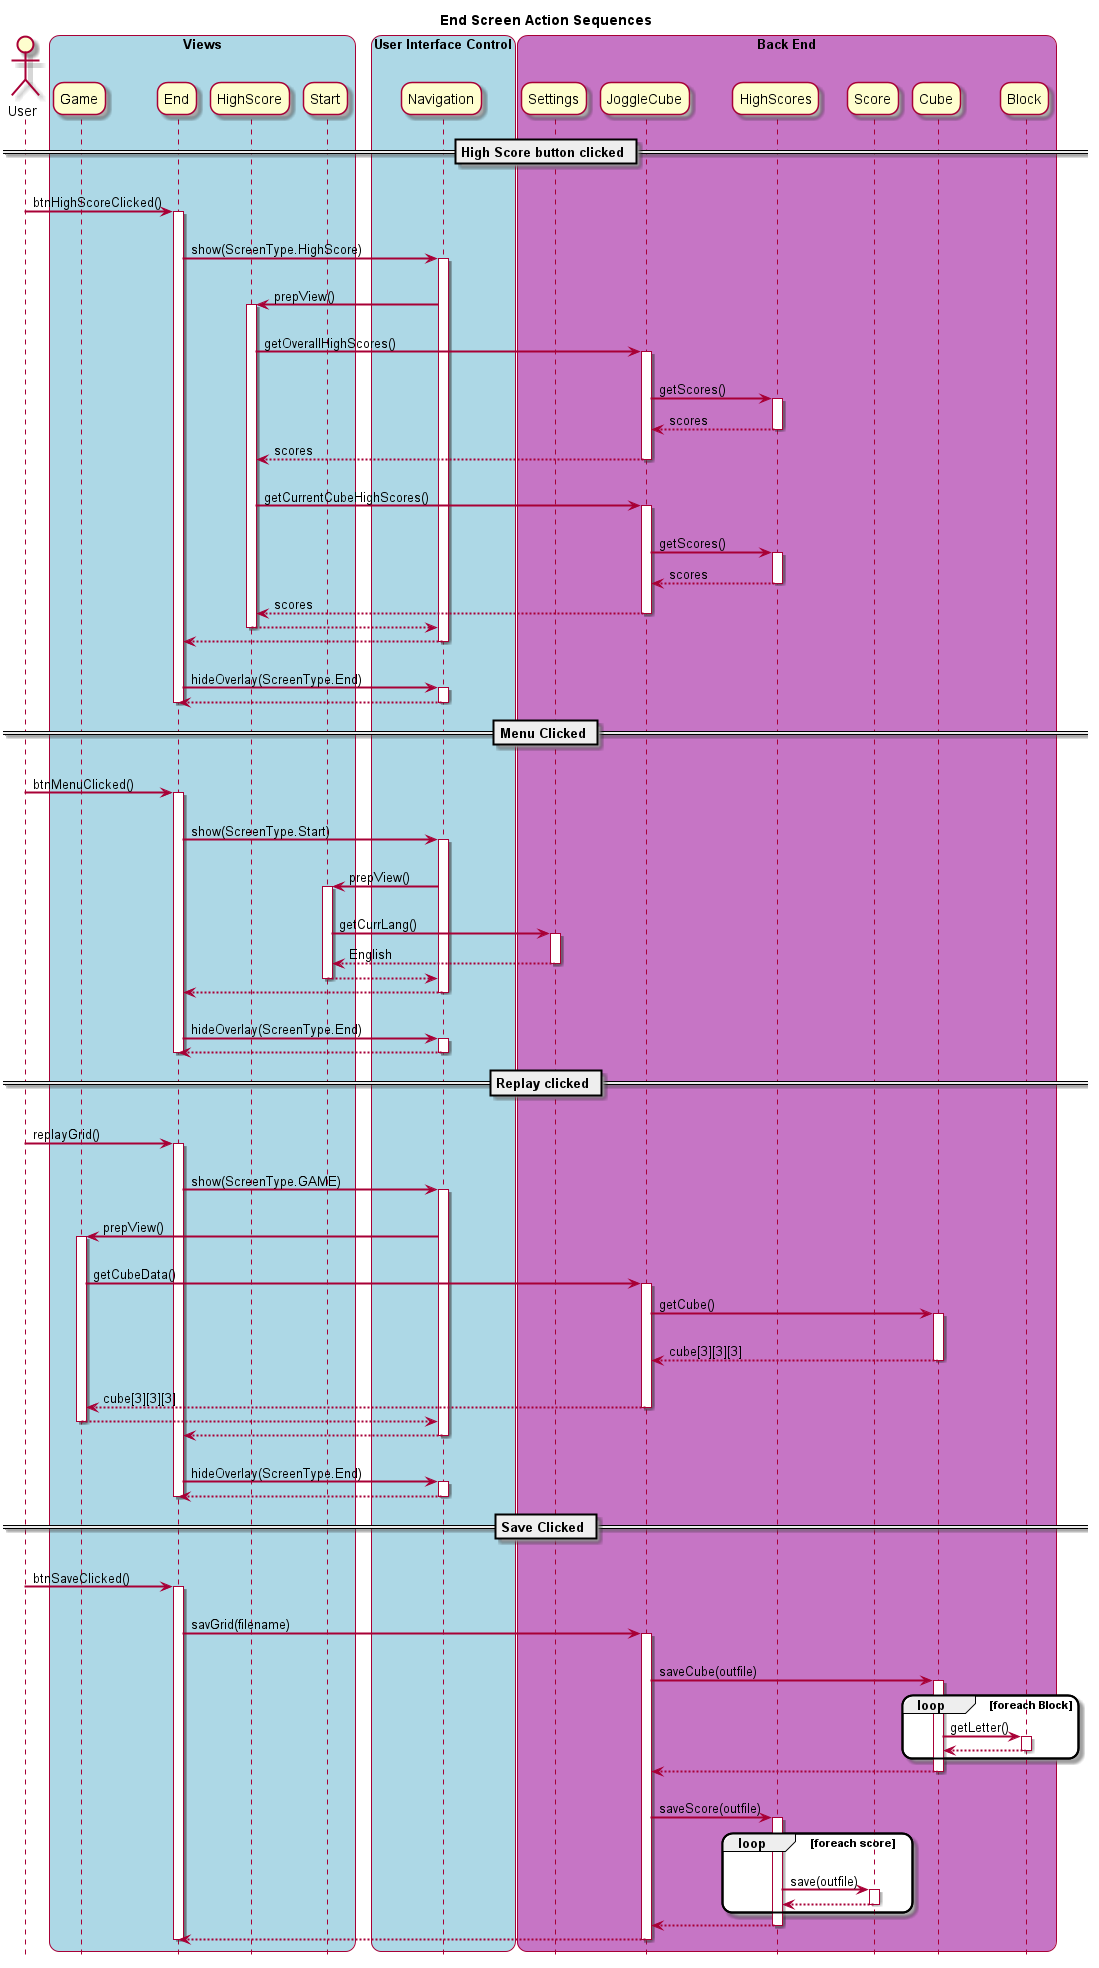 End Screen Action Sequences
Views
User Interface Control
Back End
User
Game
End
HighScore
Start
Navigation
Settings
JoggleCube
HighScores
Score
Cube
Block
High Score button clicked
btnHighScoreClicked()
show(ScreenType.HighScore)
prepView()
getOverallHighScores()
getScores()
scores
scores
getCurrentCubeHighScores()
getScores()
scores
scores
hideOverlay(ScreenType.End)
Menu Clicked
btnMenuClicked()
show(ScreenType.Start)
prepView()
getCurrLang()
English
hideOverlay(ScreenType.End)
Replay clicked
replayGrid()
show(ScreenType.GAME)
prepView()
getCubeData()
getCube()
cube[3][3][3]
cube[3][3][3]
hideOverlay(ScreenType.End)
Save Clicked
btnSaveClicked()
savGrid(filename)
saveCube(outfile)
loop [foreach Block]
getLetter()
saveScore(outfile)
loop [foreach score]
save(outfile)